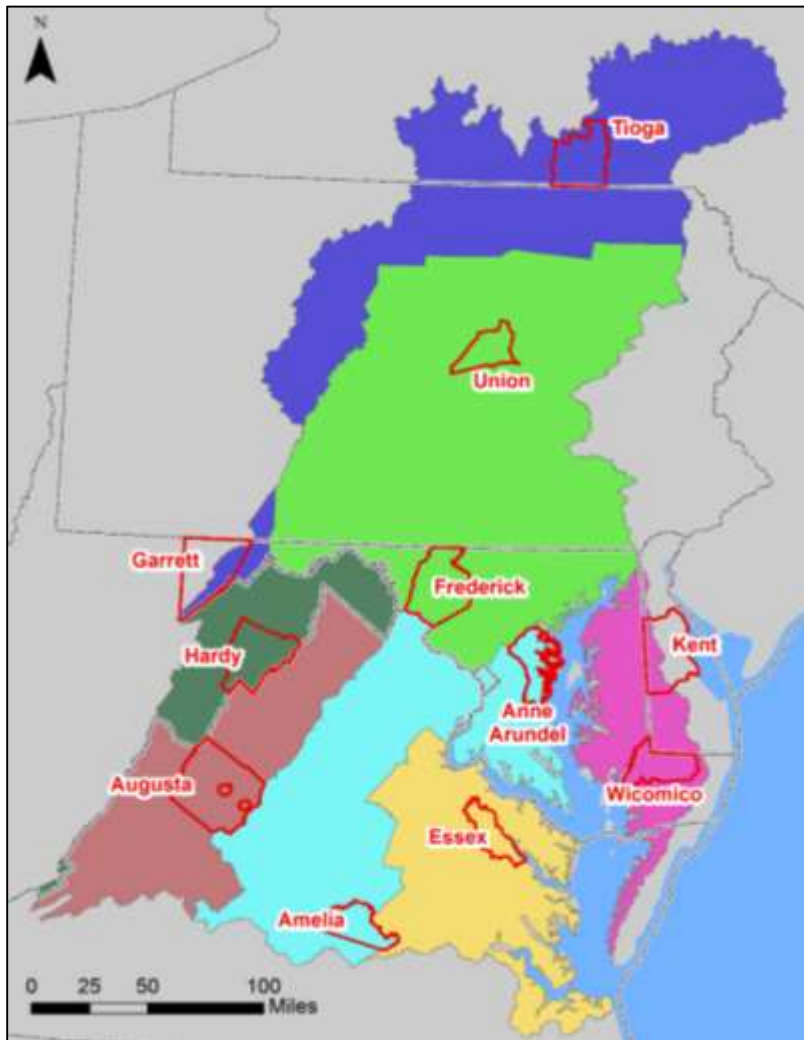 N
Tioga
Union
Garrett
Frederick
Hardy
Kent
Anne
Arundel
Augusta
Wicomico
Essex
Amelia
0 25 50 100
Miles